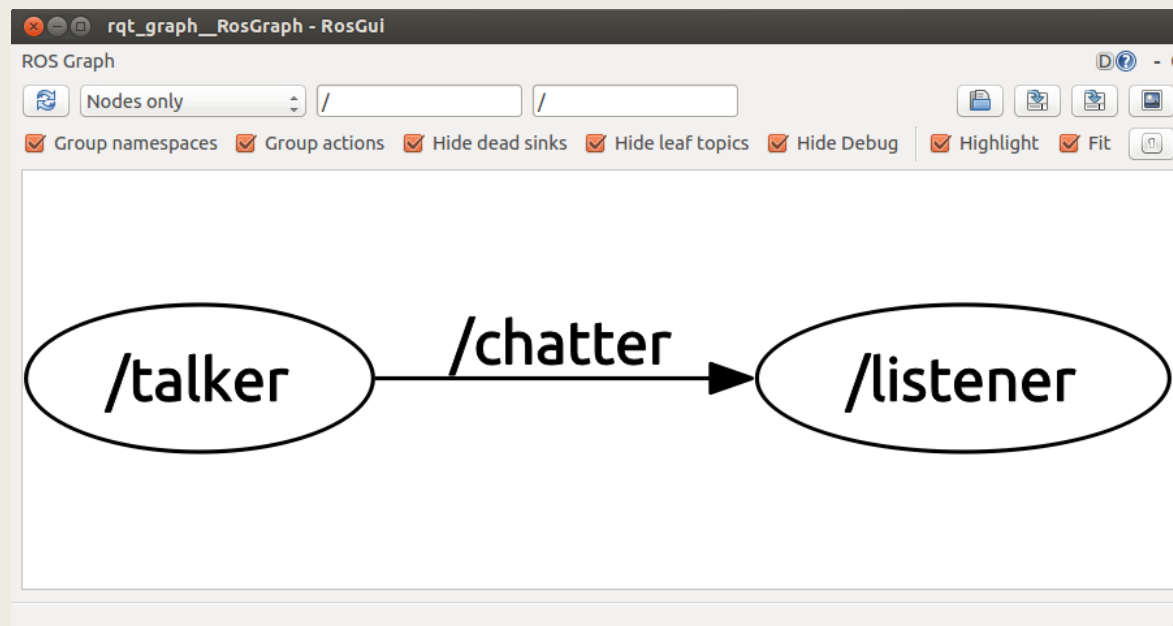 rqt_graph__RosGraph - RosGui
ROS Graph D? -
Nodes only / /
Group namespaces Group actions Hide dead sinks Hide leaf topics Hide Debug Highlight Fit
/talker /chatter /listener